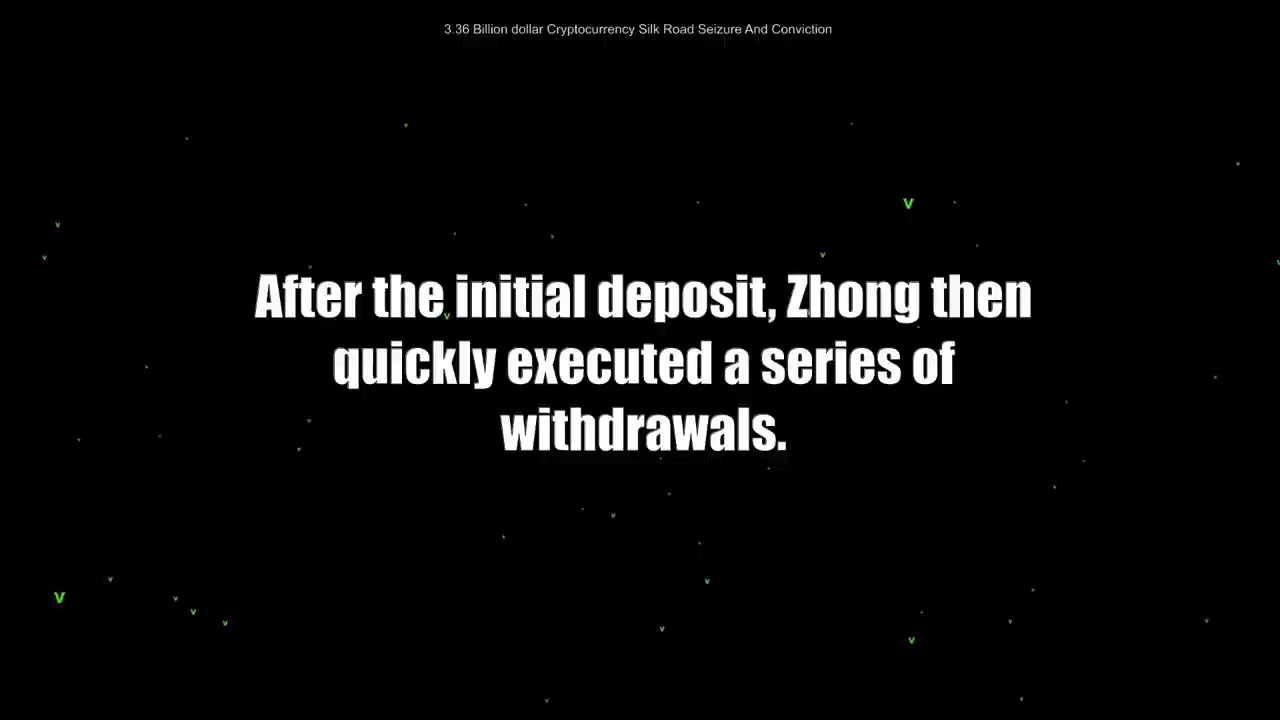 3.36 Billion dollar Cryptocurrency Silk Road Seizure And Conviction
After the initial deposit, Zhong then
quickly executed a series of
withdrawals.